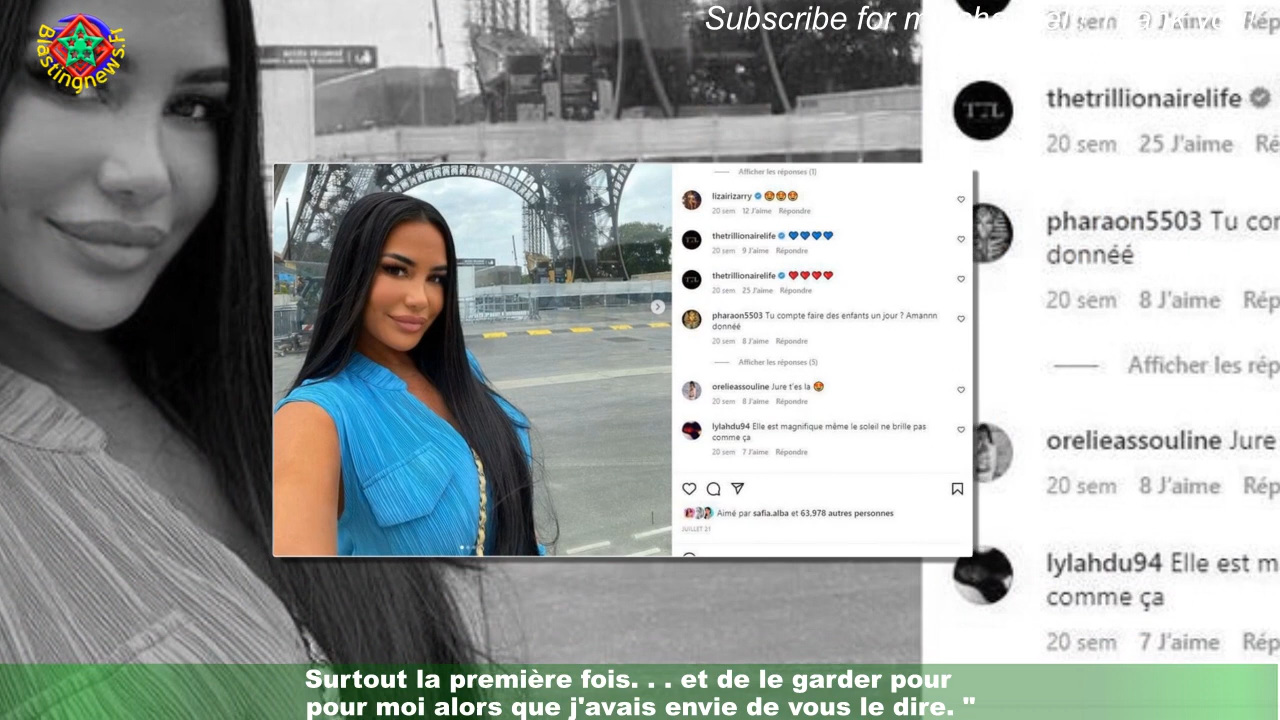 Blastingnews.Fr
Subscribe for m
20 sem
thetrillionairelife
20 sem 25 J'aime Ré
pharaon5503 Tu com
donnéé
20 sem 8 J'aime Rép
Afficher les rép
orelieassouline Jure
20 sem 8 J'aime Rép
lylahdu94 Elle est m
comme ça
20 sem 7 J'aime Rép
Afficher les réponses (1)
lizairizarry 😍😍😍
20 sem 12 J'aime Répondre
thetrillionairelife 💙💙💙💙
20 sem 9 J'aime Répondre
thetrillionairelife ❤️❤️❤️❤️
20 sem 25 J'aime Répondre
pharaon5503 Tu compte faire des enfants un jour ? Amannn
donnéé
20 sem 8 J'aime Répondre
Afficher les réponses (5)
orelieassouline Jure t'es la 😍
20 sem 8 J'aime Répondre
lylahdu94 Elle est magnifique même le soleil ne brille pas
comme ça
20 sem 7 J'aime Répondre
Aimé par safia.alba et 63,978 autres personnes
JUILLET 21
Surtout la première fois. . . et de le garder pour
pour moi alors que j'avais envie de vous le dire. "